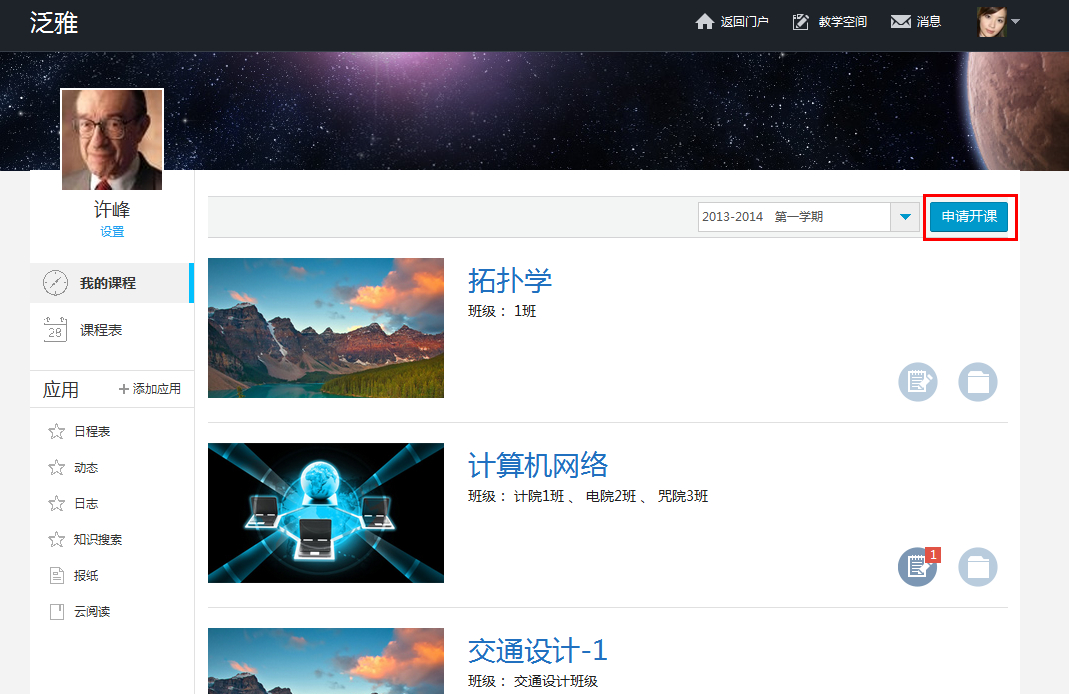 泛雅
返回门户 教学空间 消息
许峰
设置
2013-2014 第一学期
申请开课
我的课程
28 课程表
应用 添加应用
日程表
动态
日志
知识搜索
报纸
云阅读
拓扑学
班级： 1班
计算机网络
班级： 计院1班 、 电院2班 、 咒院3班
1
交通设计-1
班级： 交通设计班级